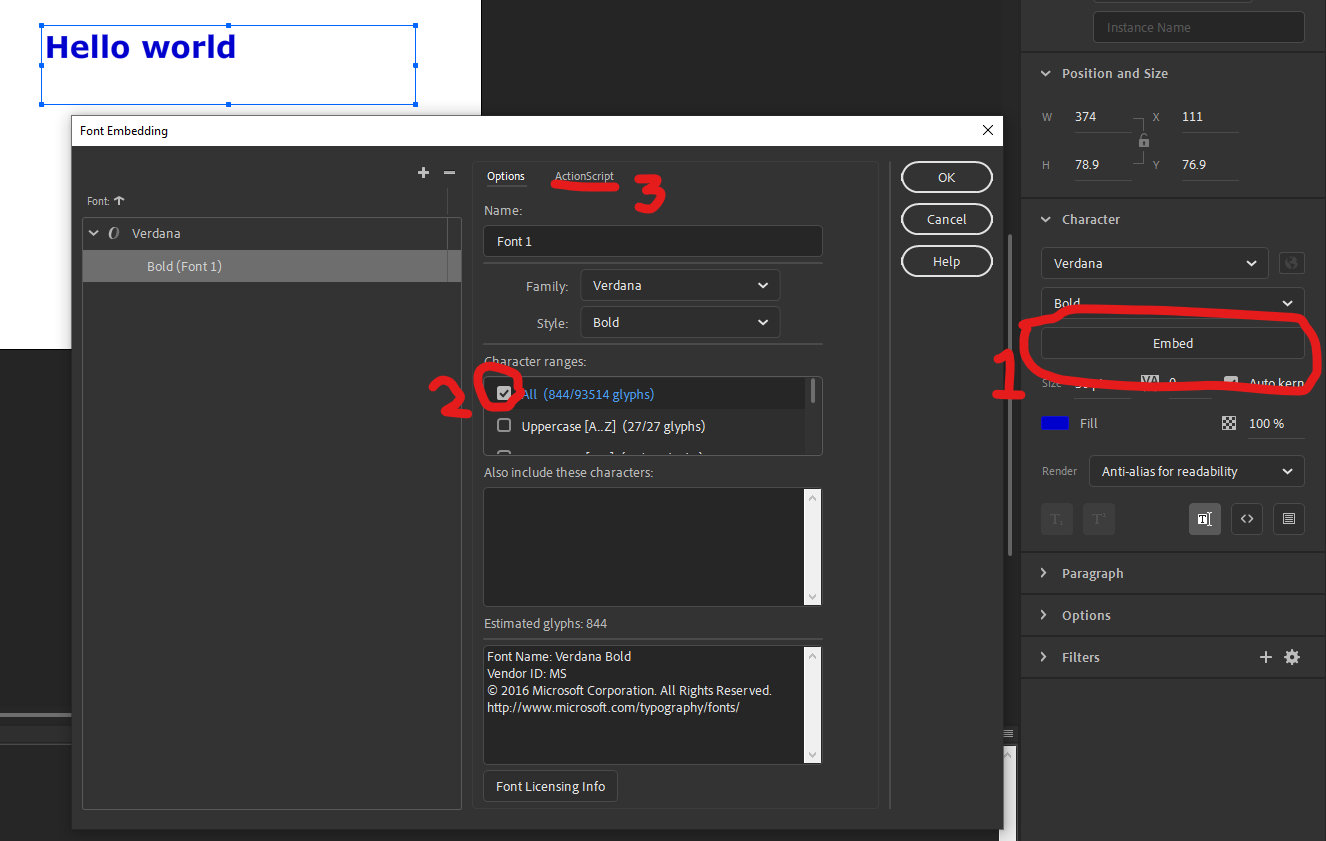 Hello world
Font Embedding
Font:
Verdana
Bold (Font 1)
Options
ActionScript
3
Name:
Font 1
Family:
Verdana
Style:
Bold
Character ranges:
2
All (844/93514 glyphs)
Uppercase [A..Z] (27/27 glyphs)
Also include these characters:
Estimated glyphs: 844
Font Name: Verdana Bold
Vendor ID: MS
© 2016 Microsoft Corporation. All Rights Reserved.
http://www.microsoft.com/typography/fonts/
Font Licensing Info
OK
Cancel
Help
Instance Name
Position and Size
W 374 X 111
H 78.9 Y 76.9
Character
Verdana
Bold
1
Embed
Size
VA
Auto kern
Fill
100 %
Render
Anti-alias for readability
Paragraph
Options
Filters